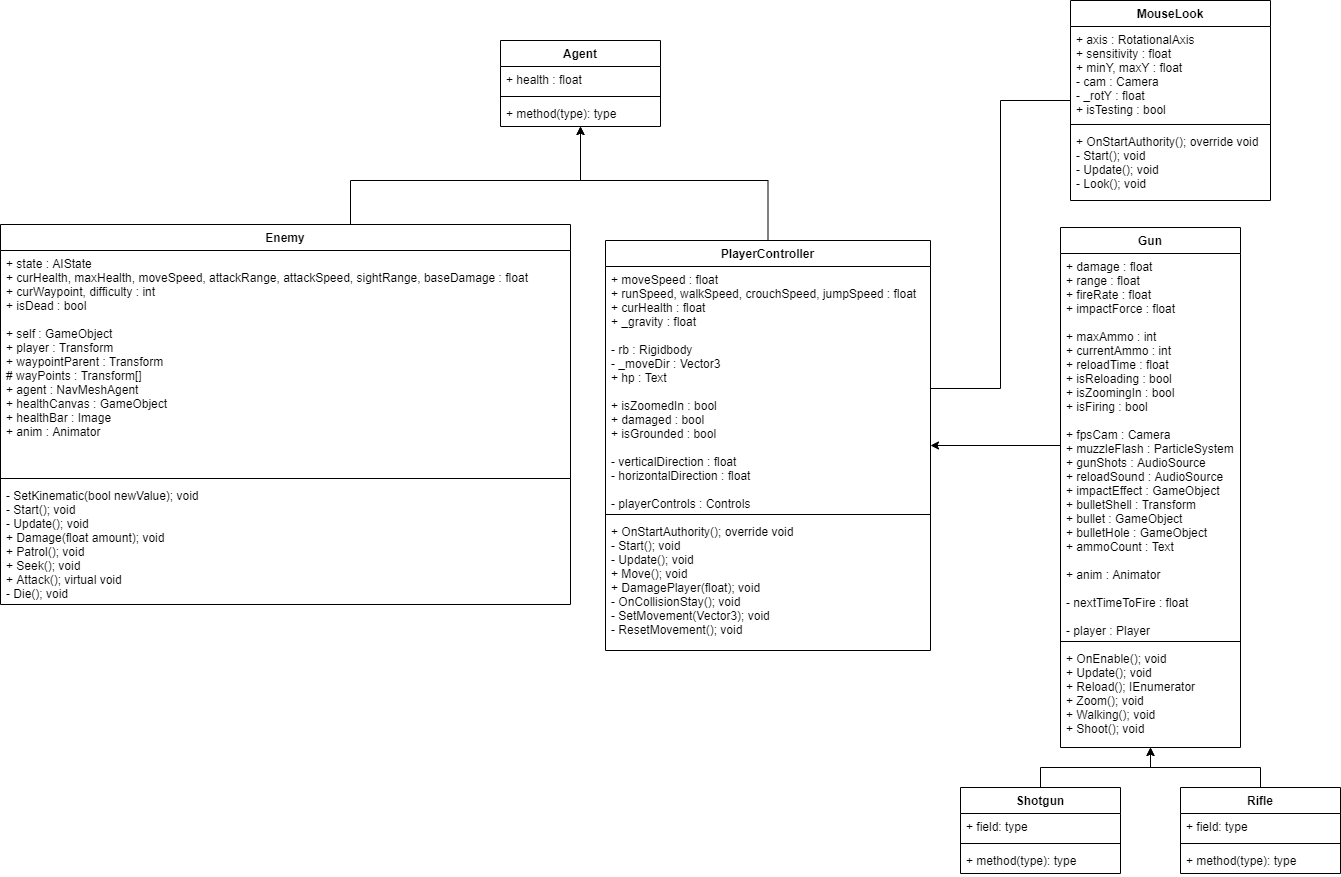 MouseLook
+ axis : RotationalAxis
+ sensitivity : float
+ minY, maxY : float
- cam : Camera
- _rotY : float
+ isTesting : bool
+ OnStartAuthority(); override void
- Start(); void
- Update(); void
- Look(); void
Agent
+ health : float
+ method(type): type
Enemy
+ state : AIState
+ curHealth, maxHealth, moveSpeed, attackRange, attackSpeed, sightRange, baseDamage : float
+ curWaypoint, difficulty : int
+ isDead : bool
+ self : GameObject
+ player : Transform
+ waypointParent : Transform
# wayPoints : Transform[]
+ agent : NavMeshAgent
+ healthCanvas : GameObject
+ healthBar : Image
+ anim : Animator
- SetKinematic(bool newValue); void
- Start(); void
- Update(); void
+ Damage(float amount); void
+ Patrol(); void
+ Seek(); void
+ Attack(); virtual void
- Die(); void
PlayerController
+ moveSpeed : float
+ runSpeed, walkSpeed, crouchSpeed, jumpSpeed : float
+ curHealth : float
+ _gravity : float
- rb : Rigidbody
- _moveDir : Vector3
+ hp : Text
+ isZoomedIn : bool
+ damaged : bool
+ isGrounded : bool
- verticalDirection : float
- horizontalDirection : float
- playerControls : Controls
+ OnStartAuthority(); override void
- Start(); void
- Update(); void
+ Move(); void
+ DamagePlayer(float); void
- OnCollisionStay(); void
- SetMovement(Vector3); void
- ResetMovement(); void
Gun
+ damage : float
+ range : float
+ fireRate : float
+ impactForce : float
+ maxAmmo : int
+ currentAmmo : int
+ reloadTime : float
+ isReloading : bool
+ isZoomingIn : bool
+ isFiring : bool
+ fpsCam : Camera
+ muzzleFlash : ParticleSystem
+ gunShots : AudioSource
+ reloadSound : AudioSource
+ impactEffect : GameObject
+ bulletShell : Transform
+ bullet : GameObject
+ bulletHole : GameObject
+ ammoCount : Text
+ anim : Animator
- nextTimeToFire : float
- player : Player
+ OnEnable(); void
+ Update(); void
+ Reload(); IEnumerator
+ Zoom(); void
+ Walking(); void
+ Shoot(); void
Shotgun
+ field: type
+ method(type): type
Rifle
+ field: type
+ method(type): type